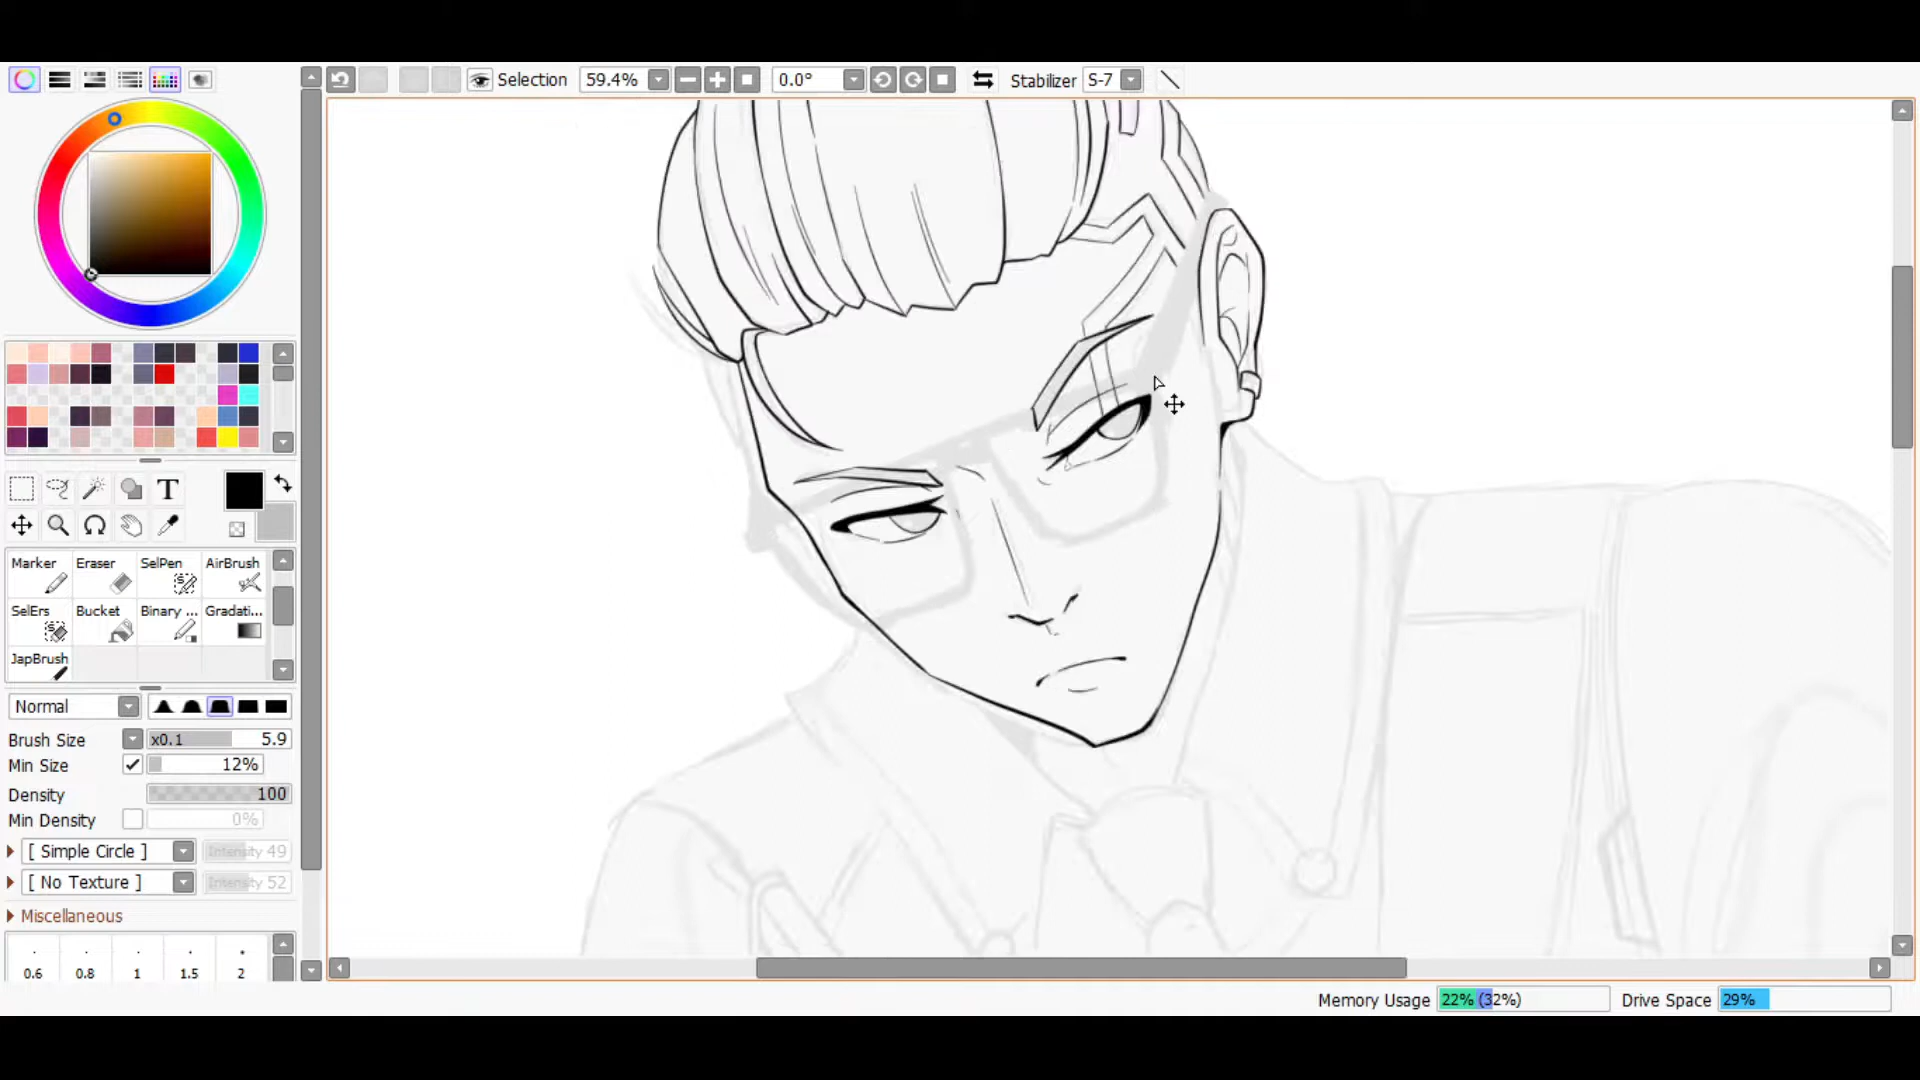 Selection 59.4% 0.0° Stabilizer S-7
T
Marker Eraser SelPen AirBrush
SelErs Bucket Binary ... Gradati...
JapBrush
Normal
Brush Size x0.1 5.9
Min Size 12%
Density 100
Min Density 0%
[ Simple Circle ] Intensity 49
[ No Texture ] Intensity 52
Miscellaneous
0.6 0.8 1 1.5 2
Memory Usage 22% (32%) Drive Space 29%